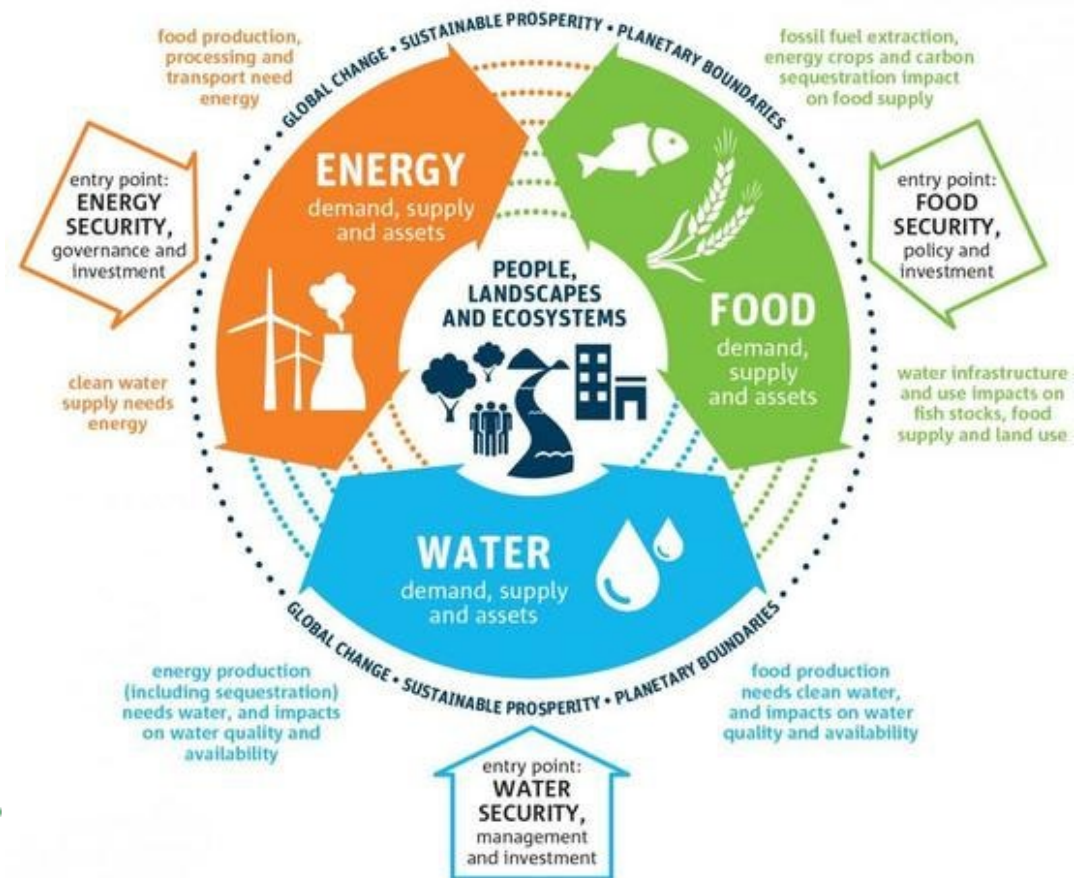 GLOBAL CHANGE • SUSTAINABLE PROSPERITY • PLANETARY BOUNDARIES
food production,
processing and
transport need
energy
fossil fuel extraction,
energy crops and carbon
sequestration impact
on food supply
entry point:
ENERGY
SECURITY,
governance and
investment
ENERGY
demand, supply
and assets
entry point:
FOOD
SECURITY,
policy and
investment
PEOPLE,
LANDSCAPES
AND ECOSYSTEMS
FOOD
demand,
supply
and assets
clean water
supply needs
energy
water infrastructure
and use impacts on
fish stocks, food
supply and land use
WATER
demand, supply
and assets
GLOBAL CHANGE • SUSTAINABLE PROSPERITY • PLANETARY BOUNDARIES
energy production
(including sequestration)
needs water, and impacts
on water quality and
availability
food production
needs clean water,
and impacts on water
quality and availability
entry point:
WATER
SECURITY,
management
and investment